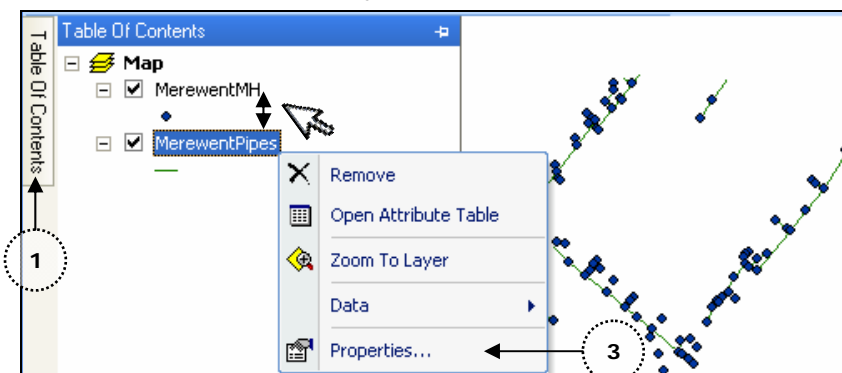 Table Of Contents
Table Of Contents
Map
MerewentMH
MerewentPipes
Remove
Open Attribute Table
Zoom To Layer
Data
Properties...
1
3